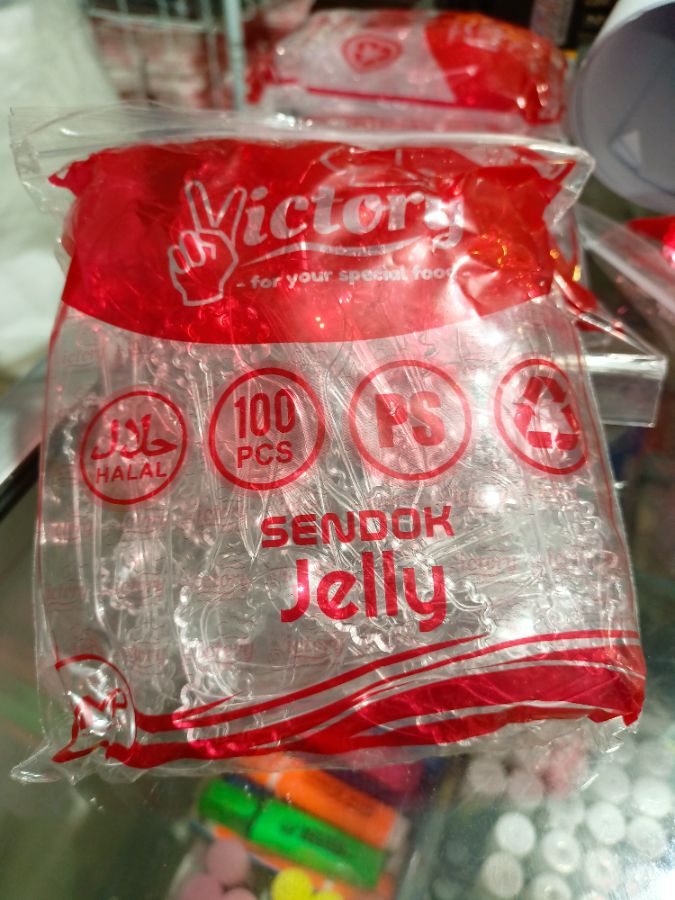 Victory
- for your special food -
حلال
HALAL
100
PCS
PS
SENDOK
Jelly